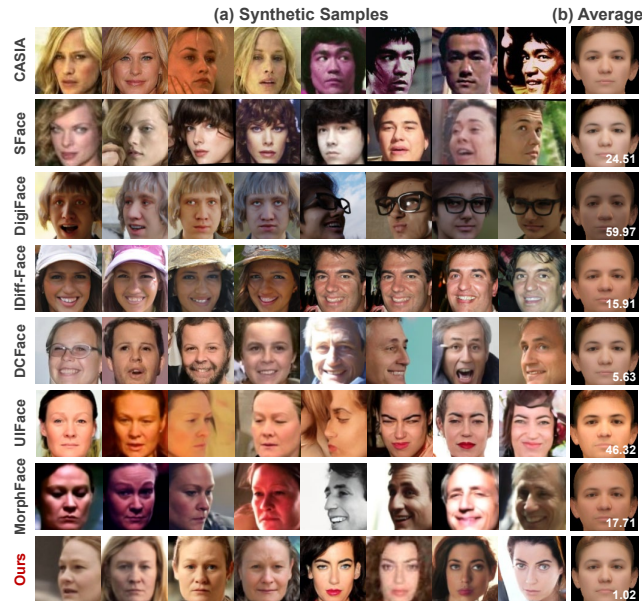 (a) Synthetic Samples (b) Average
CASIA
SFace
24.51
DigiFace
59.97
IDiff-Face
15.91
DCFace
5.63
UIFace
46.32
MorphFace
17.71
Ours
1.02